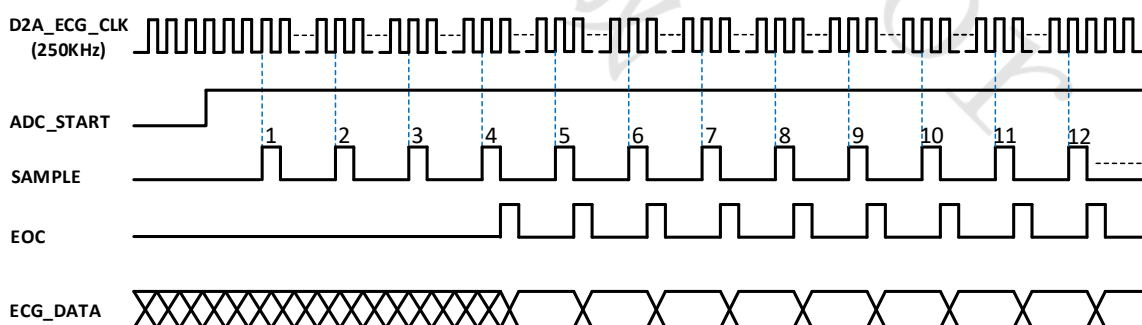 D2A_ECG_CLK
(250KHz)
ADC_START
1 2 3 4 5 6 7 8 9 10 11 12
SAMPLE
EOC
ECG_DATA